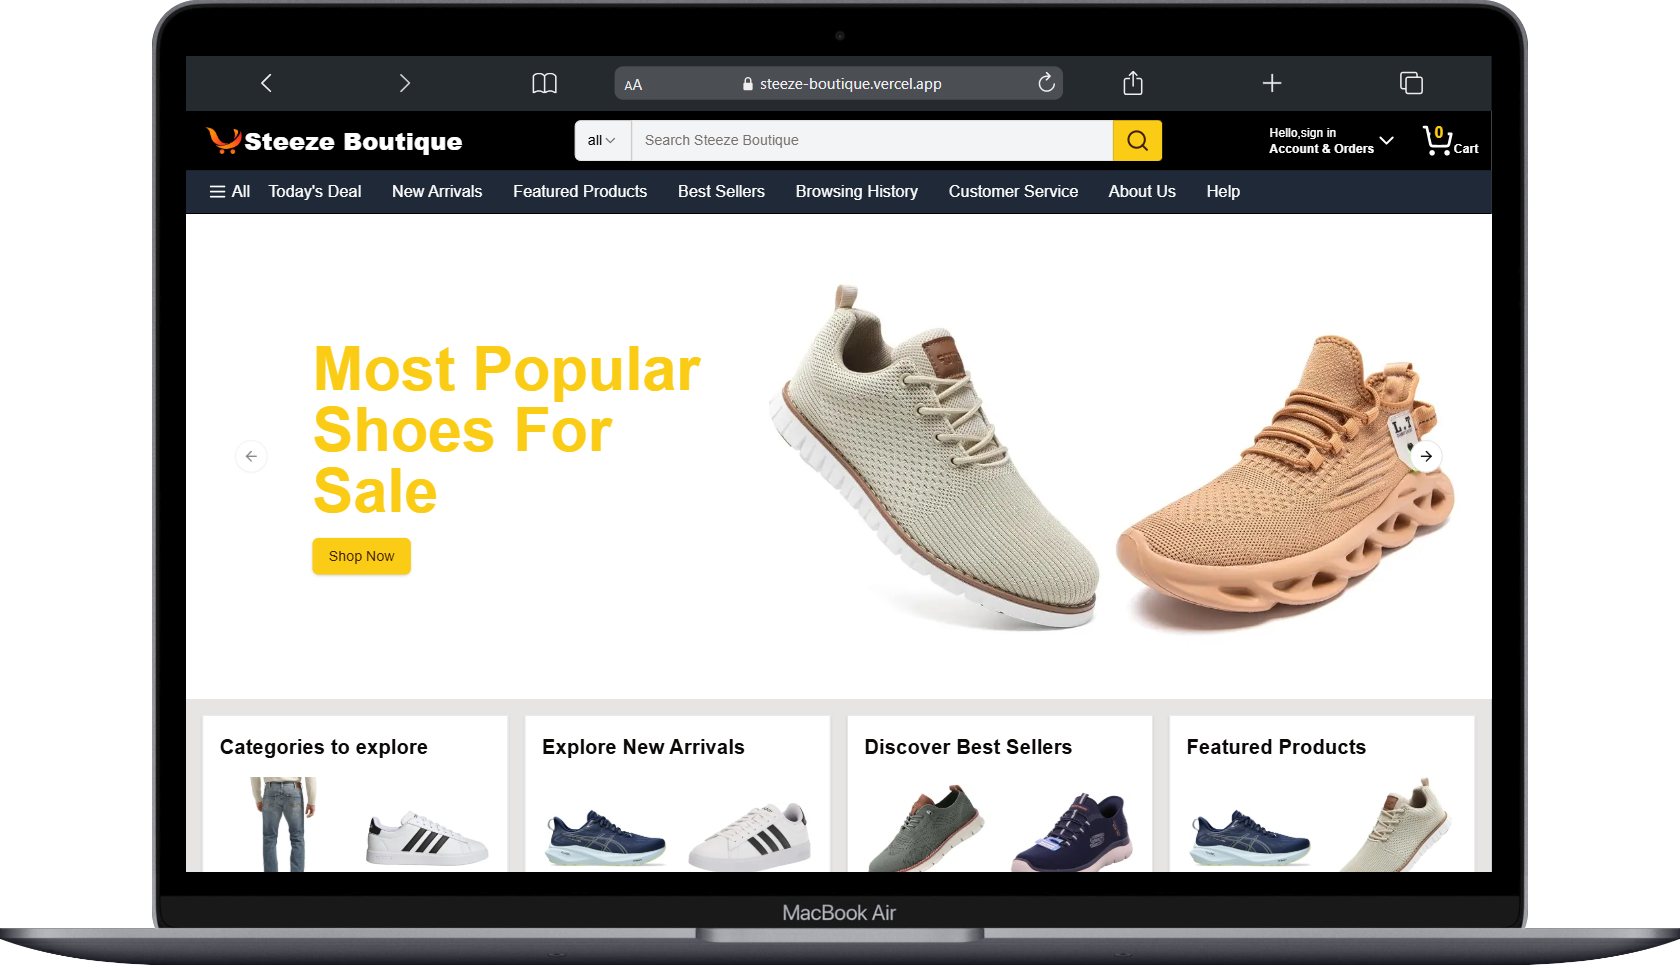 AA
steeze-boutique.vercel.app
Steeze Boutique
all
Search Steeze Boutique
Hello,sign in
Account & Orders
0
Cart
All Today's Deal New Arrivals Featured Products Best Sellers Browsing History Customer Service About Us Help
Most Popular
Shoes For
Sale
L.T
Shop Now
Categories to explore
Explore New Arrivals
Discover Best Sellers
Featured Products
MacBook Air